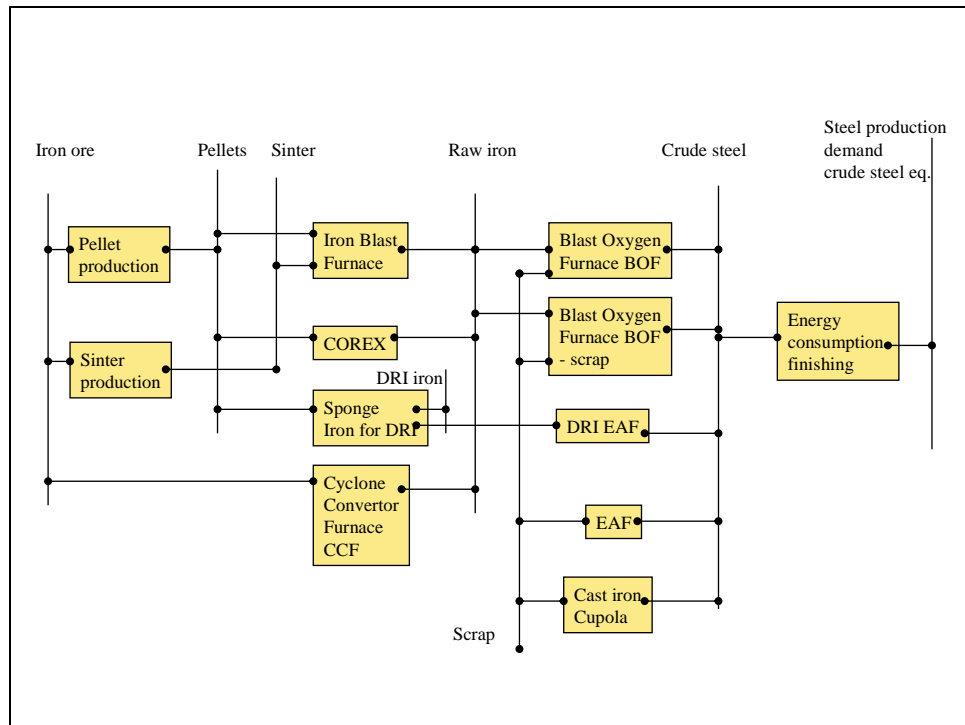 Steel production
demand
crude steel eq.
Iron ore
Pellets
Sinter
Raw iron
Crude steel
Pellet
production
Iron Blast
Furnace
Blast Oxygen
Furnace BOF
Blast Oxygen
Furnace BOF
- scrap
Energy
consumption
finishing
COREX
Sinter
production
DRI iron
Sponge
Iron for DRI
DRI EAF
Cyclone
Convertor
Furnace
CCF
EAF
Cast iron
Cupola
Scrap